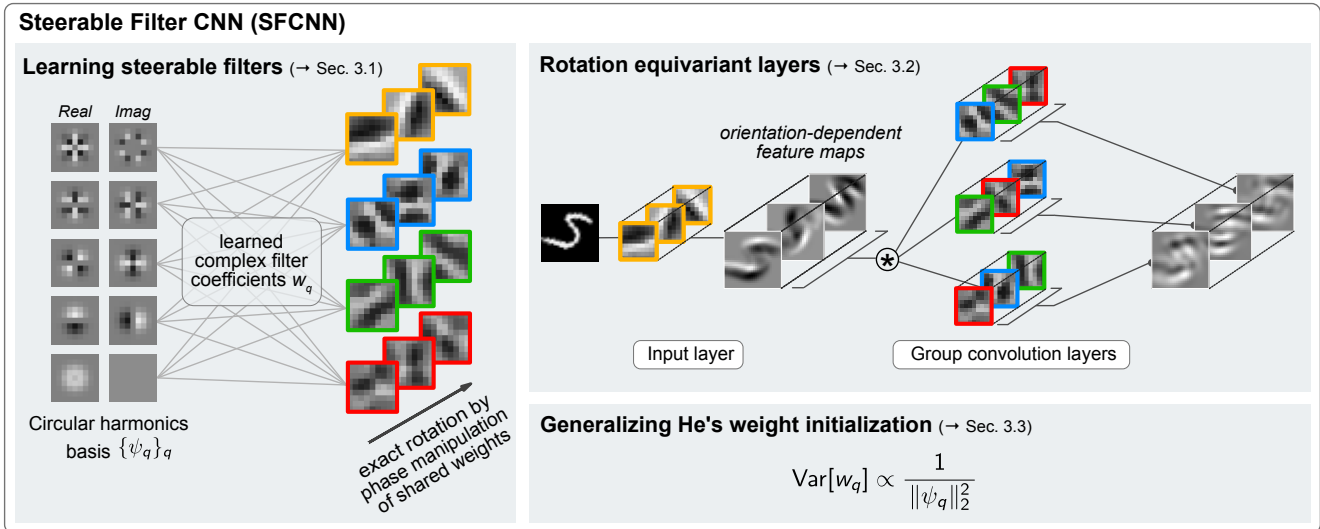 Steerable Filter CNN (SFCNN)
Learning steerable filters (→ Sec. 3.1)
Real Imag
learned
complex filter
coefficients w_q
Circular harmonics
basis {ψ_q}_q
exact rotation by
phase manipulation
of shared weights
Rotation equivariant layers (→ Sec. 3.2)
orientation-dependent
feature maps
*
Input layer
Group convolution layers
Generalizing He's weight initialization (→ Sec. 3.3)
Var[w_q] ∝ 1 / ‖ψ_q‖₂²